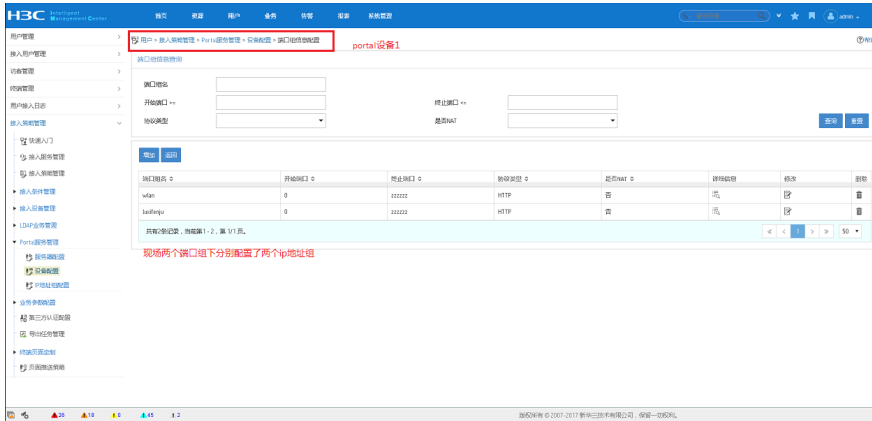 H3C Intelligent Management Center
首页 资源 用户 业务 告警 报表 系统管理
admin
用户管理
接入用户管理
访客管理
终端管理
用户接入日志
接入策略管理
快速入门
接入服务管理
接入策略管理
接入条件管理
接入设备管理
LDAP业务管理
Portal服务管理
服务器配置
设备配置
IP地址组配置
业务参数配置
第三方认证配置
导出任务管理
终端页面定制
页面推送策略
用户 > 接入策略管理 > Portal服务管理 > 设备配置 > 端口组信息配置
portal设备1
端口组信息查询
端口组名
开始端口 >= 终止端口 <=
协议类型 是否NAT
查询 重置
增加 返回
端口组名 开始端口 终止端口 协议类型 是否NAT 详细信息 修改 删除
wlan 0 zzzzzz HTTP 否
0 zzzzzz HTTP 否
共有2条记录，当前第1 - 2，第 1/1 页。
« < 1 > » 50
现场两个端口组下分别配置了两个ip地址组
版权所有 © 2007-2017 新华三技术有限公司，保留一切权利。